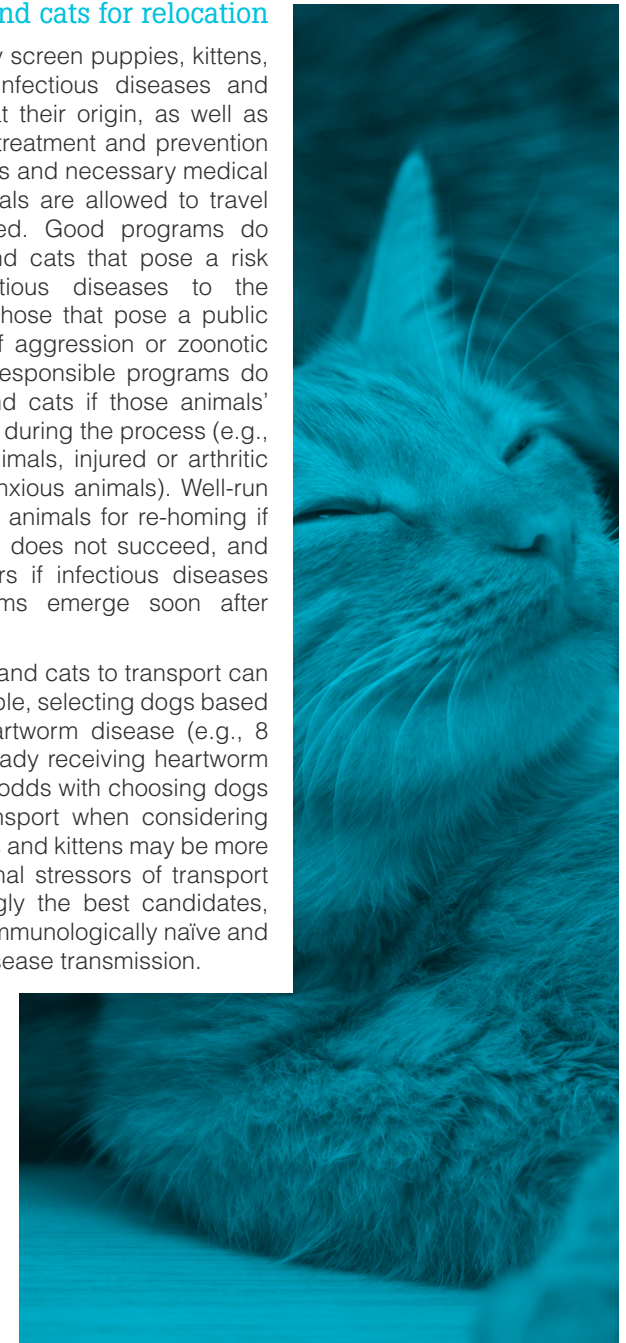 nd cats for relocation
y screen puppies, kittens,
nfectious diseases and
t their origin, as well as
treatment and prevention
s and necessary medical
als are allowed to travel
ed. Good programs do
nd cats that pose a risk
tious diseases to the
hose that pose a public
f aggression or zoonotic
esponsible programs do
nd cats if those animals’
during the process (e.g.,
imals, injured or arthritic
nxious animals). Well-run
animals for re-homing if
does not succeed, and
rs if infectious diseases
ms emerge soon after
and cats to transport can
ple, selecting dogs based
artworm disease (e.g., 8
ady receiving heartworm
odds with choosing dogs
nsport when considering
s and kittens may be more
nal stressors of transport
gly the best candidates,
mmunologically naïve and
sease transmission.